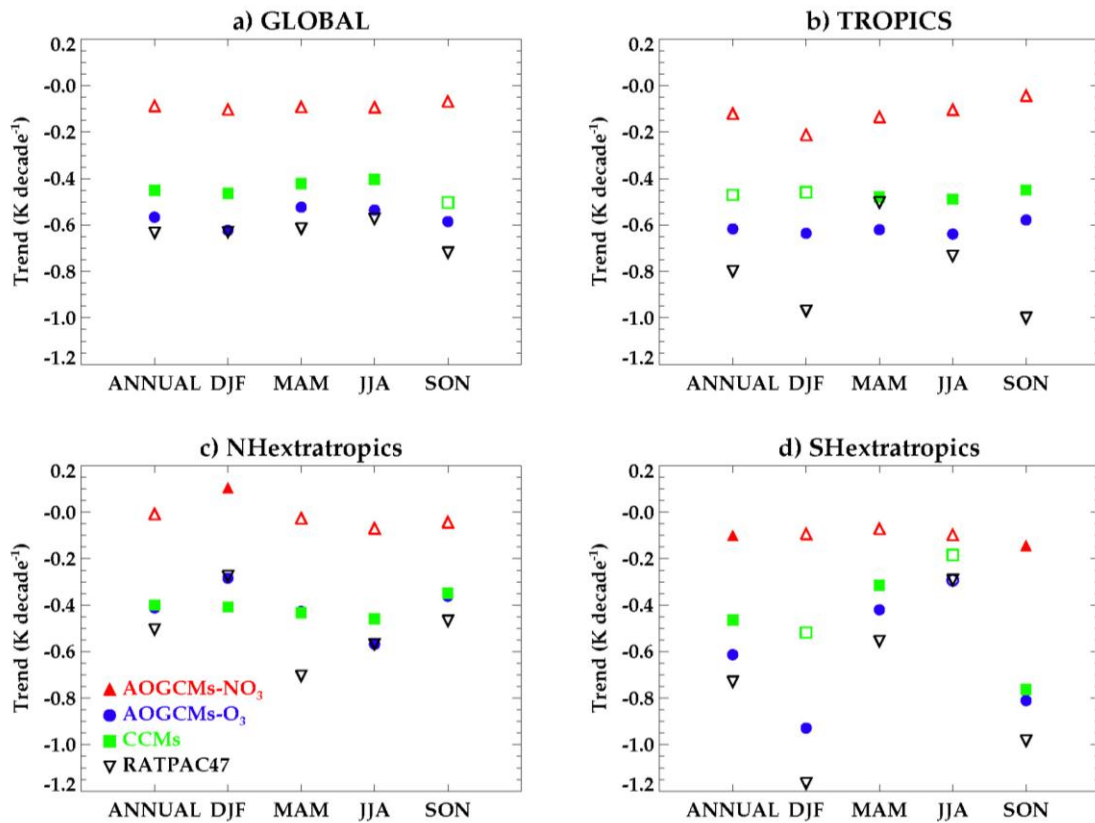 a) GLOBAL
Trend (K decade⁻¹)
0.2
-0.0
-0.2
-0.4
-0.6
-0.8
-1.0
-1.2
ANNUAL DJF MAM JJA SON
b) TROPICS
Trend (K decade⁻¹)
0.2
-0.0
-0.2
-0.4
-0.6
-0.8
-1.0
-1.2
ANNUAL DJF MAM JJA SON
c) NHextratropics
Trend (K decade⁻¹)
0.2
-0.0
-0.2
-0.4
-0.6
-0.8
-1.0
-1.2
AOGCMs-NO₃
AOGCMs-O₃
CCMs
RATPAC47
ANNUAL DJF MAM JJA SON
d) SHextratropics
Trend (K decade⁻¹)
0.2
-0.0
-0.2
-0.4
-0.6
-0.8
-1.0
-1.2
ANNUAL DJF MAM JJA SON